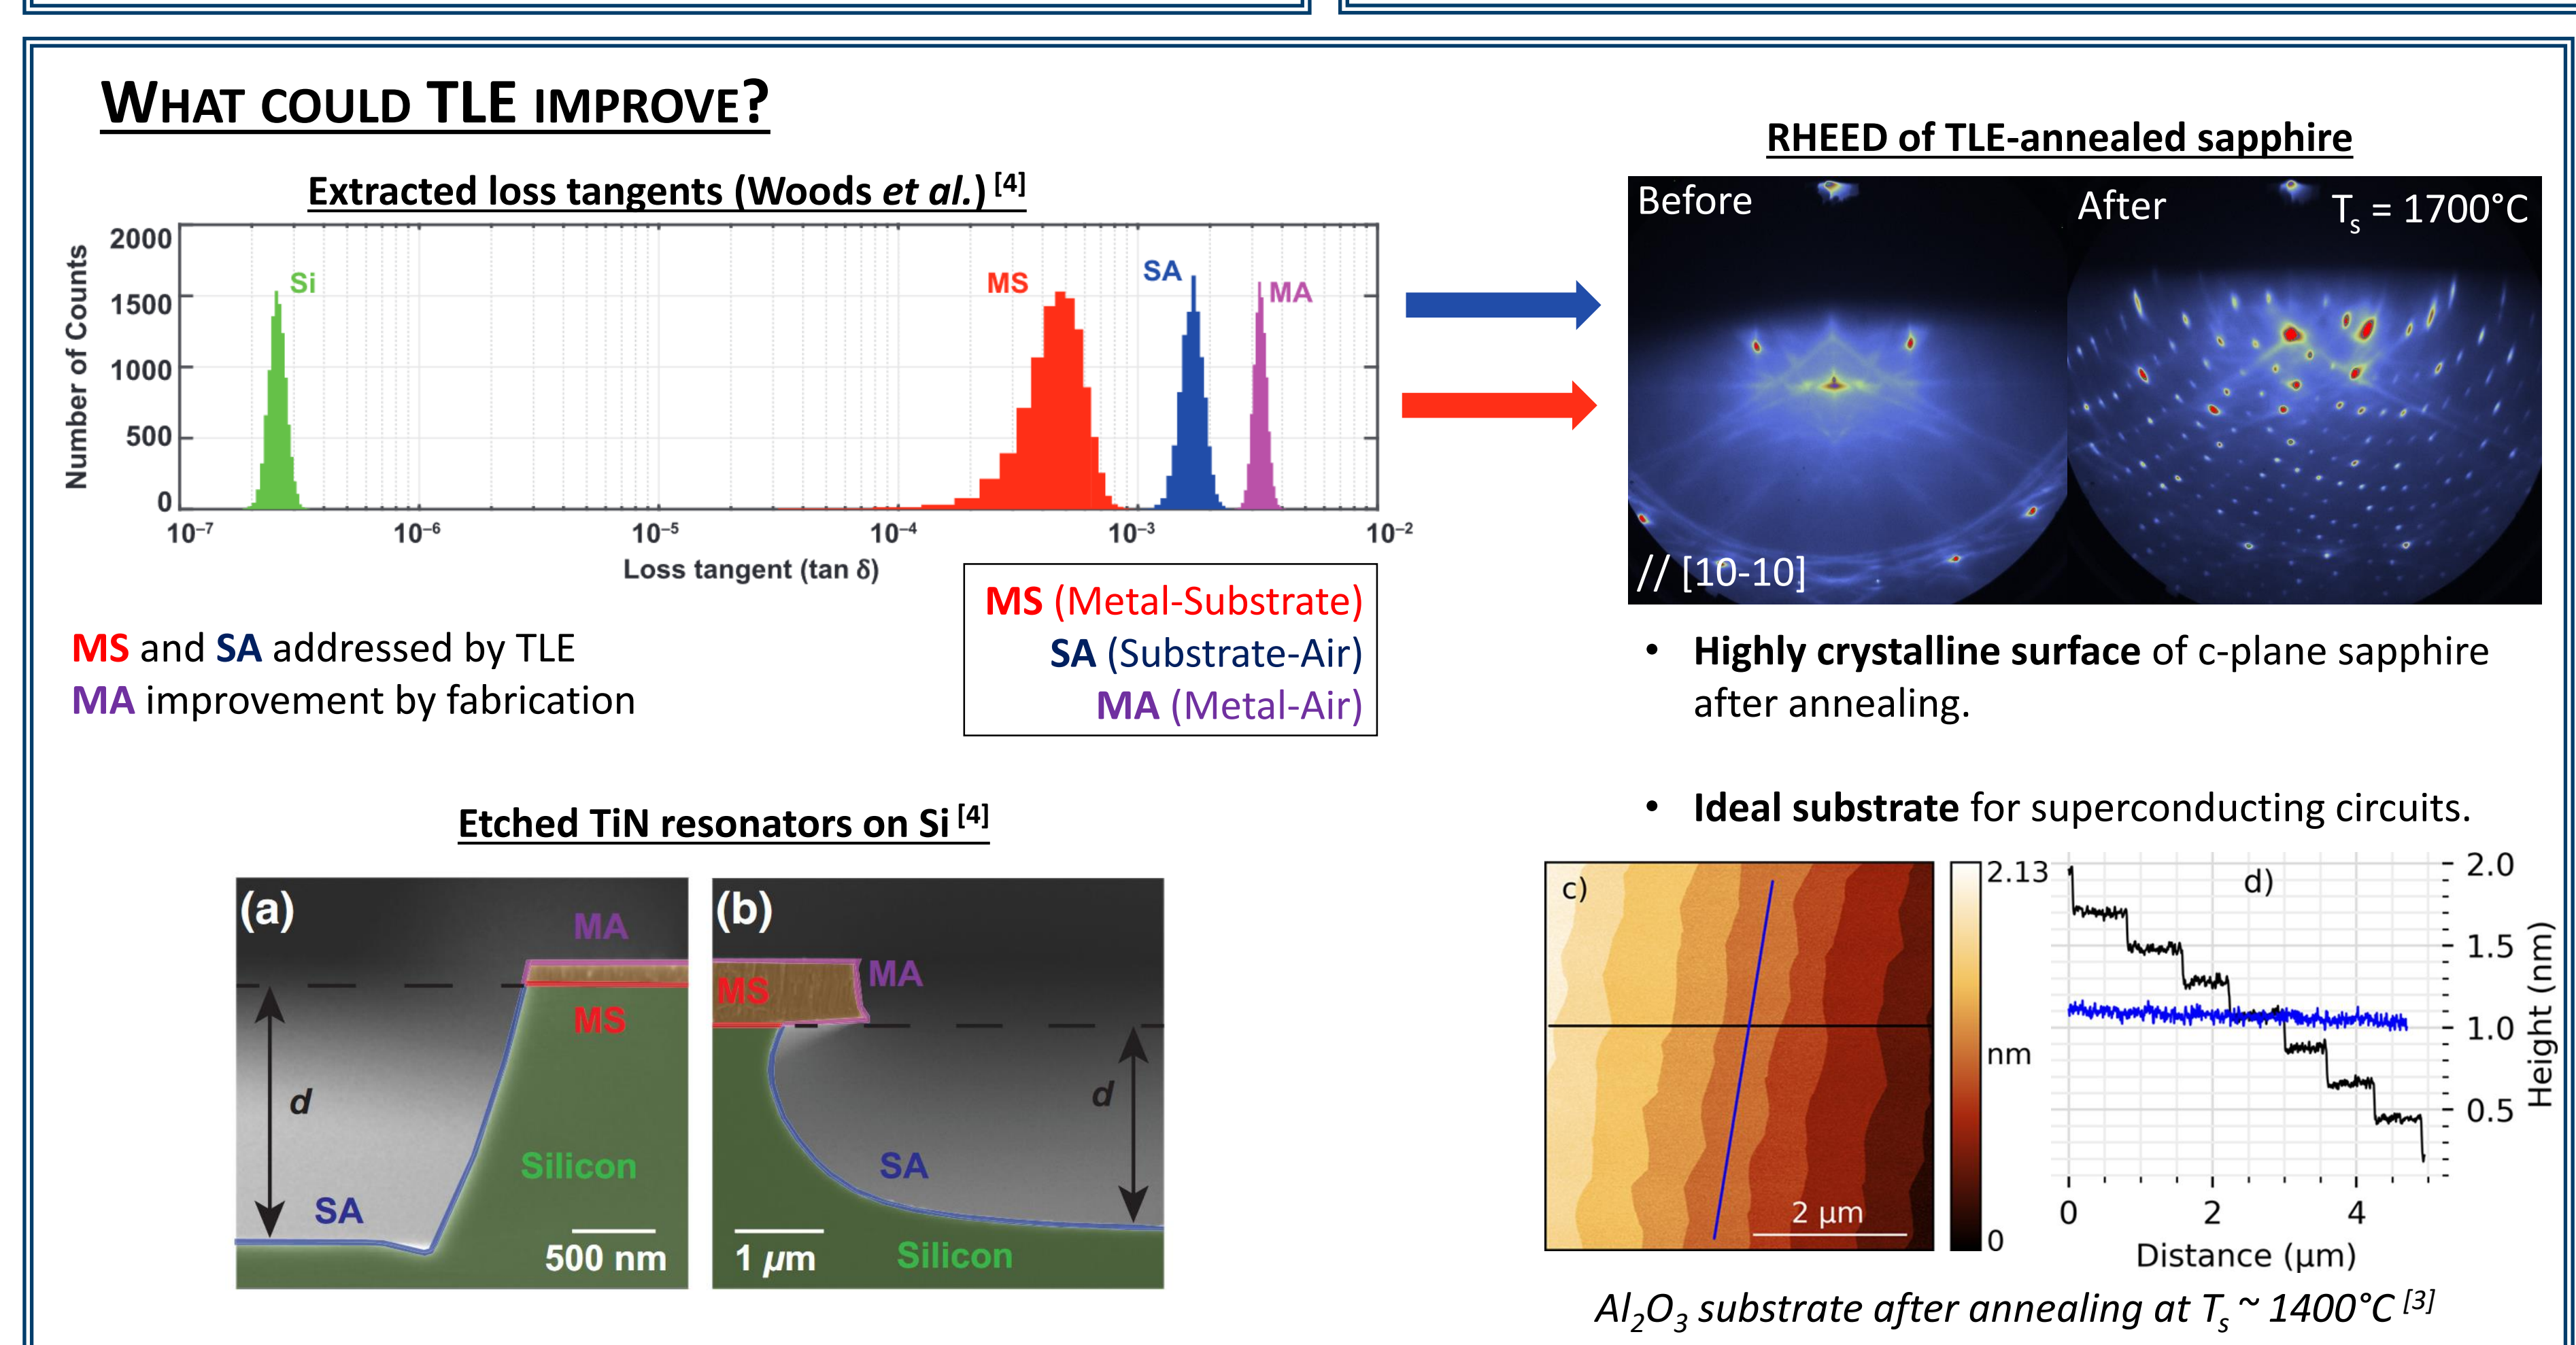 WHAT COULD TLE IMPROVE?
Extracted loss tangents (Woods et al.) [4]
Number of Counts
2000
1500
1000
500
0
Si
MS
SA
MA
10⁻⁷
10⁻⁶
10⁻⁵
10⁻⁴
10⁻³
10⁻²
Loss tangent (tan δ)
MS (Metal-Substrate)
SA (Substrate-Air)
MA (Metal-Air)
MS and SA addressed by TLE
MA improvement by fabrication
Etched TiN resonators on Si [4]
(a)
MA
MS
d
Silicon
SA
500 nm
(b)
MS
MA
d
SA
1 µm
Silicon
RHEED of TLE-annealed sapphire
Before
After
Tₛ = 1700°C
// [10-10]
• Highly crystalline surface of c-plane sapphire
after annealing.
• Ideal substrate for superconducting circuits.
c)
2 µm
2.13
nm
0
d)
2.0
1.5
1.0
0.5
Height (nm)
0
2
4
Distance (µm)
Al₂O₃ substrate after annealing at Tₛ ~ 1400°C [3]